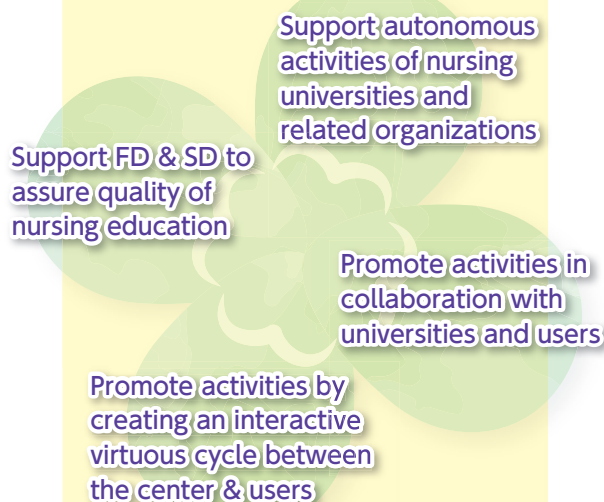 Support autonomous
activities of nursing
universities and
related organizations
Support FD & SD to
assure quality of
nursing education
Promote activities in
collaboration with
universities and users
Promote activities by
creating an interactive
virtuous cycle between
the center & users